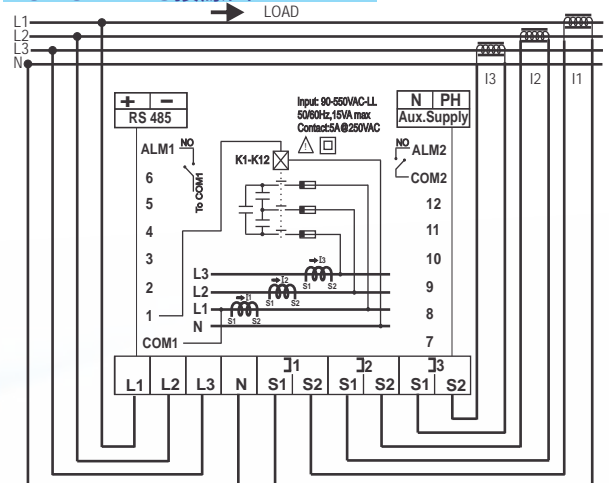 LOAD
L1
L2
L3
N
I3 I2 I1
+ −
RS 485
Input: 90-550VAC-LL
50/60Hz,15VA max
Contact:5A@250VAC
N PH
Aux.Supply
ALM1 NO
To COM1
K1-K12
NO ALM2
COM2
6
5
4
3
2
1
COM1
12
11
10
9
8
7
I3
L3 S1 S2
I2
L2 S1 S2
I1
L1
N S1 S2
1 2 3
L1 L2 L3 N S1 S2 S1 S2 S1 S2